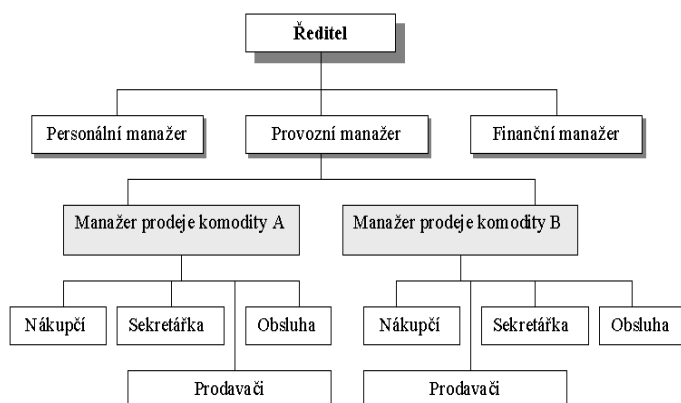 Ředitel
Personální manažer
Provozní manažer
Finanční manažer
Manažer prodeje komodity A
Manažer prodeje komodity B
Nákupčí
Sekretářka
Obsluha
Nákupčí
Sekretářka
Obsluha
Prodavači
Prodavači